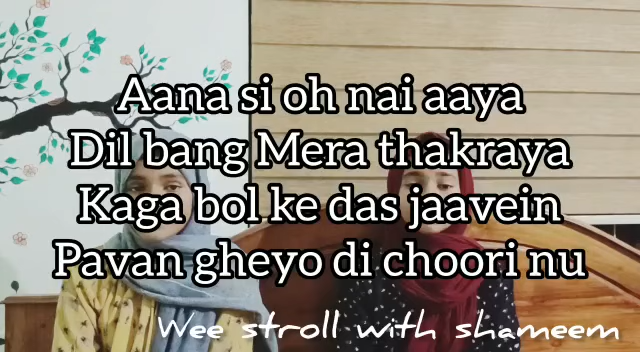 Aana si oh nai aaya
Dil bang Mera thakraya
Kaga bol ke das jaavein
Pavan gheyo di choori nu
Wee stroll with shameem